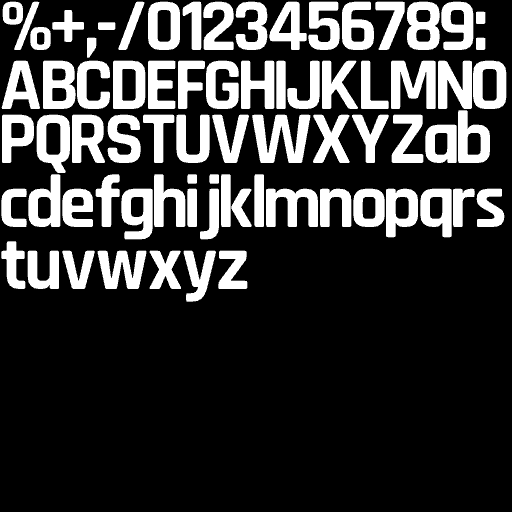 %+,-/0123456789:
ABCDEFGHIJKLMNO
PQRSTUVWXYZab
cdefghijklmnopqrs
tuvwxyz